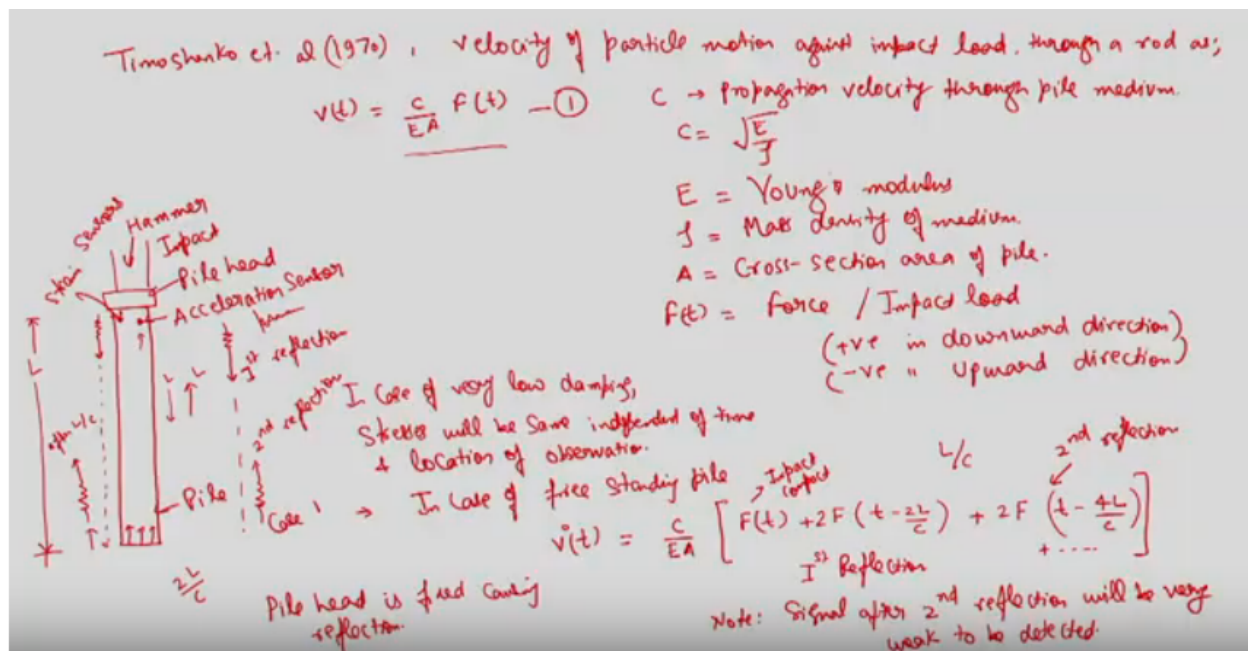 Timoshenko et. al (1970), velocity of particle motion against impact load. through a rod as;
v(t) = c/EA F(t) — ①
C → Propagation velocity through pile medium.
C = √E/ρ
E = Young's modulus
ρ = Mass density of medium.
A = Cross-section area of pile.
F(t) = Force / Impact load
(+ve in downward direction)
(-ve " upward direction)
Strain Sensors
Hammer
Impact
Pile head
Acceleration Sensor
1st reflection
2nd reflection
L
L L
after L/c
Pile
2L/c
In Case of very low damping,
Stresses will be Same independent of time
& location of observation.
Case 1 → In Case of free standing pile
L/c
2nd reflection
Impact
v(t) = c/EA [ F(t) + 2F (t - 2L/c) + 2F (t - 4L/c) + ..... ]
1st Reflection
Pile head is fixed Causing
reflection.
Note: Signal after 2nd reflection will be very
weak to be detected.